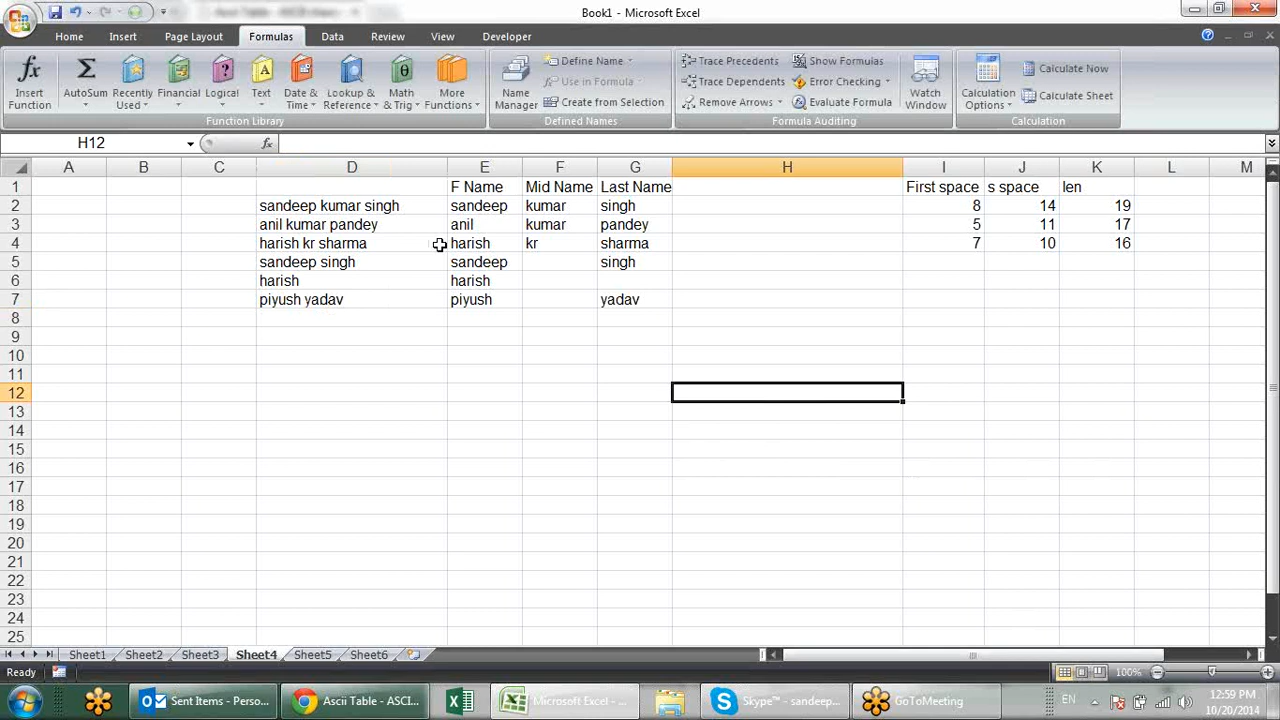 Ascii Table - ASCII
Book1 - Microsoft Excel
Home Insert Page Layout Formulas Data Review View Developer
Insert Function
AutoSum
Recently Used
Financial
Logical
Text
Date & Time
Lookup & Reference
Math & Trig
More Functions
Function Library
Name Manager
Define Name
Use in Formula
Create from Selection
Defined Names
Trace Precedents
Trace Dependents
Remove Arrows
Show Formulas
Error Checking
Evaluate Formula
Formula Auditing
Watch Window
Calculation Options
Calculate Now
Calculate Sheet
Calculation
H12 fx
A B C D E F G H I J K L M
1 F Name Mid Name Last Name First space s space len
2 sandeep kumar singh sandeep kumar singh 8 14 19
3 anil kumar pandey anil kumar pandey 5 11 17
4 harish kr sharma harish kr sharma 7 10 16
5 sandeep singh sandeep singh
6 harish harish
7 piyush yadav piyush yadav
8
9
10
11
12
13
14
15
16
17
18
19
20
21
22
23
24
25
Sheet1 Sheet2 Sheet3 Sheet4 Sheet5 Sheet6
Ready 100%
Sent Items - Perso...
Ascii Table - ASCI...
Microsoft Excel - ...
Skype™ - sandeep...
GoToMeeting
EN
12:59 PM
10/20/2014